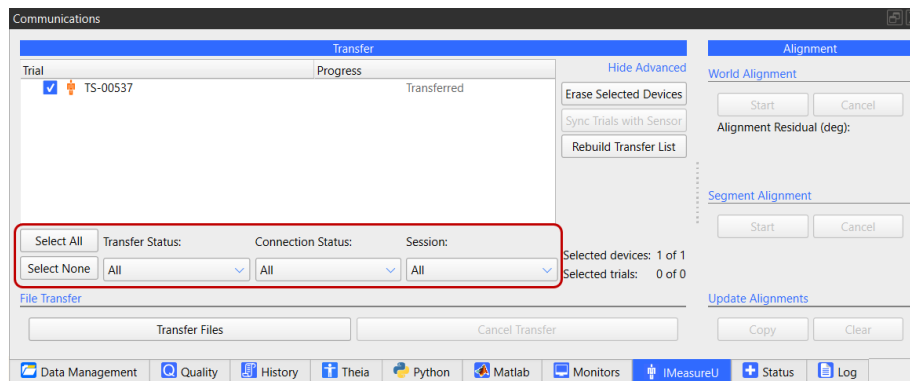 Communications
Transfer
Trial Progress
TS-00537 Transferred
Hide Advanced
Erase Selected Devices
Sync Trials with Sensor
Rebuild Transfer List
Select All Transfer Status: Connection Status: Session:
Select None All All All
Selected devices: 1 of 1
Selected trials: 0 of 0
File Transfer
Transfer Files Cancel Transfer
Alignment
World Alignment
Start Cancel
Alignment Residual (deg):
Segment Alignment
Start Cancel
Update Alignments
Copy Clear
Data Management Quality History Theia Python Matlab Monitors IMeasureU Status Log